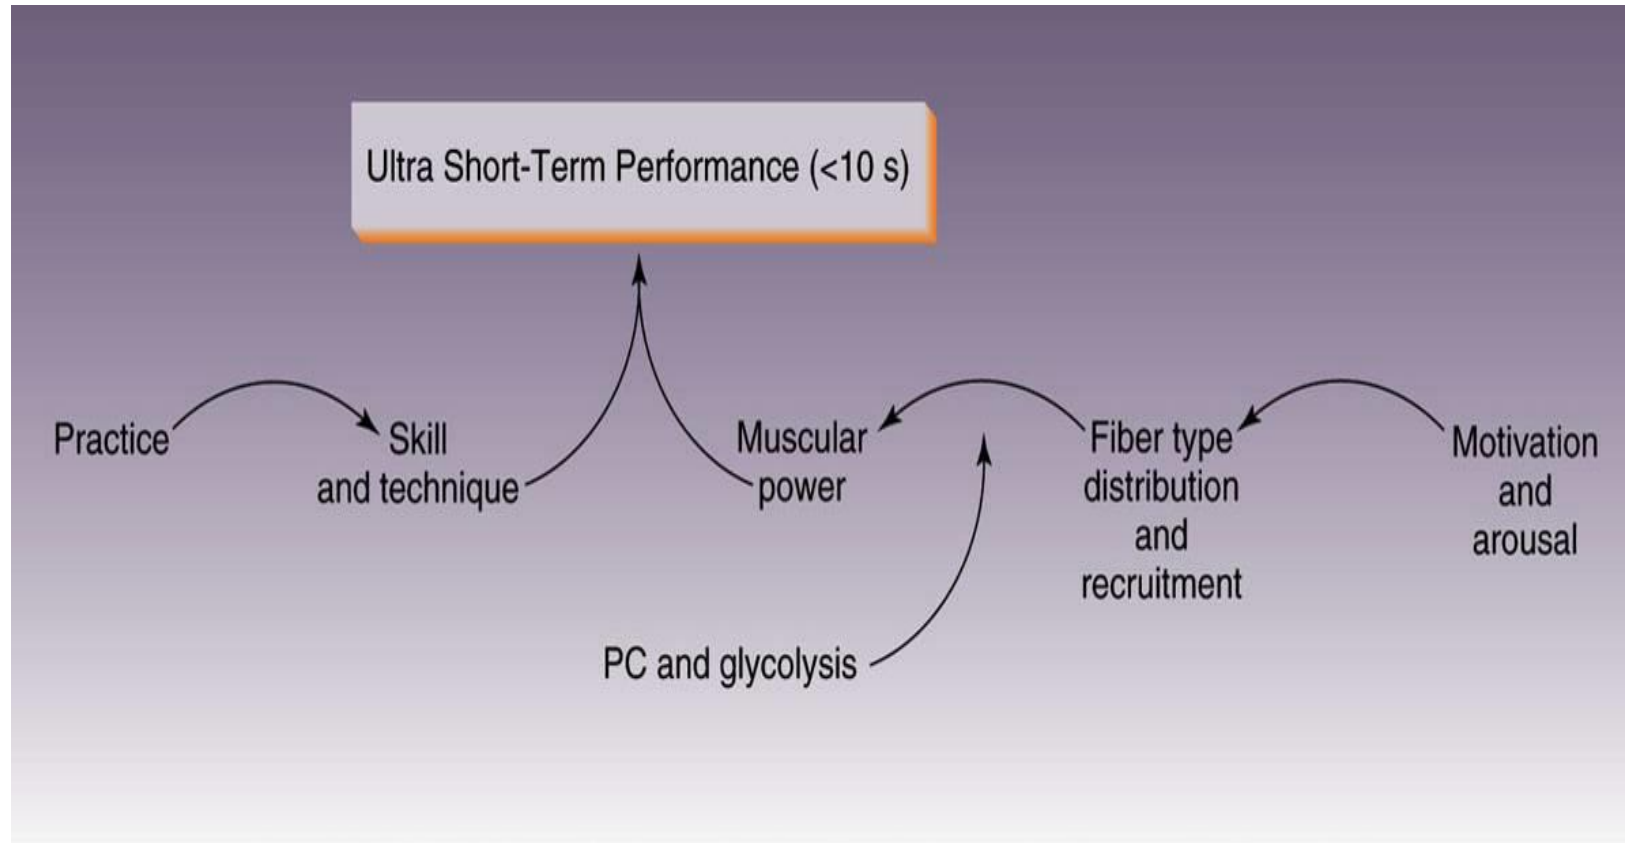 Ultra Short-Term Performance (<10 s)
Practice
Skill
and technique
Muscular
power
Fiber type
distribution
and
recruitment
Motivation
and
arousal
PC and glycolysis